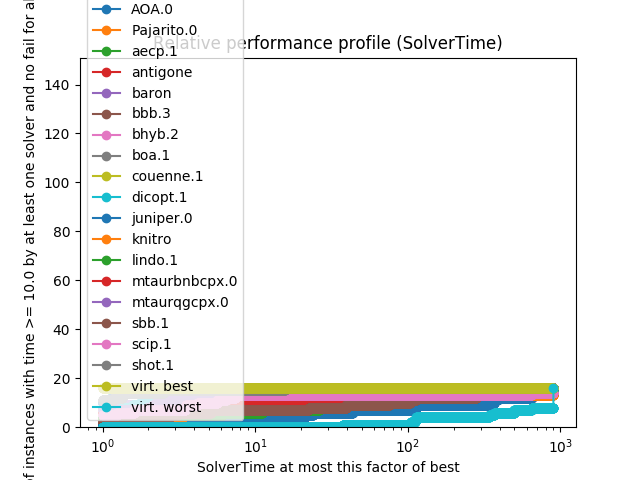 Relative performance profile (SolverTime)
of instances with time >= 10.0 by at least one solver and no fail for
AOA.0
Pajarito.0
aecp.1
antigone
baron
bbb.3
bhyb.2
boa.1
couenne.1
dicopt.1
juniper.0
knitro
lindo.1
mtaurbnbcpx.0
mtaurqgcpx.0
sbb.1
scip.1
shot.1
virt. best
virt. worst
140
120
100
80
60
40
20
0
10^0
10^1
10^2
10^3
SolverTime at most this factor of best